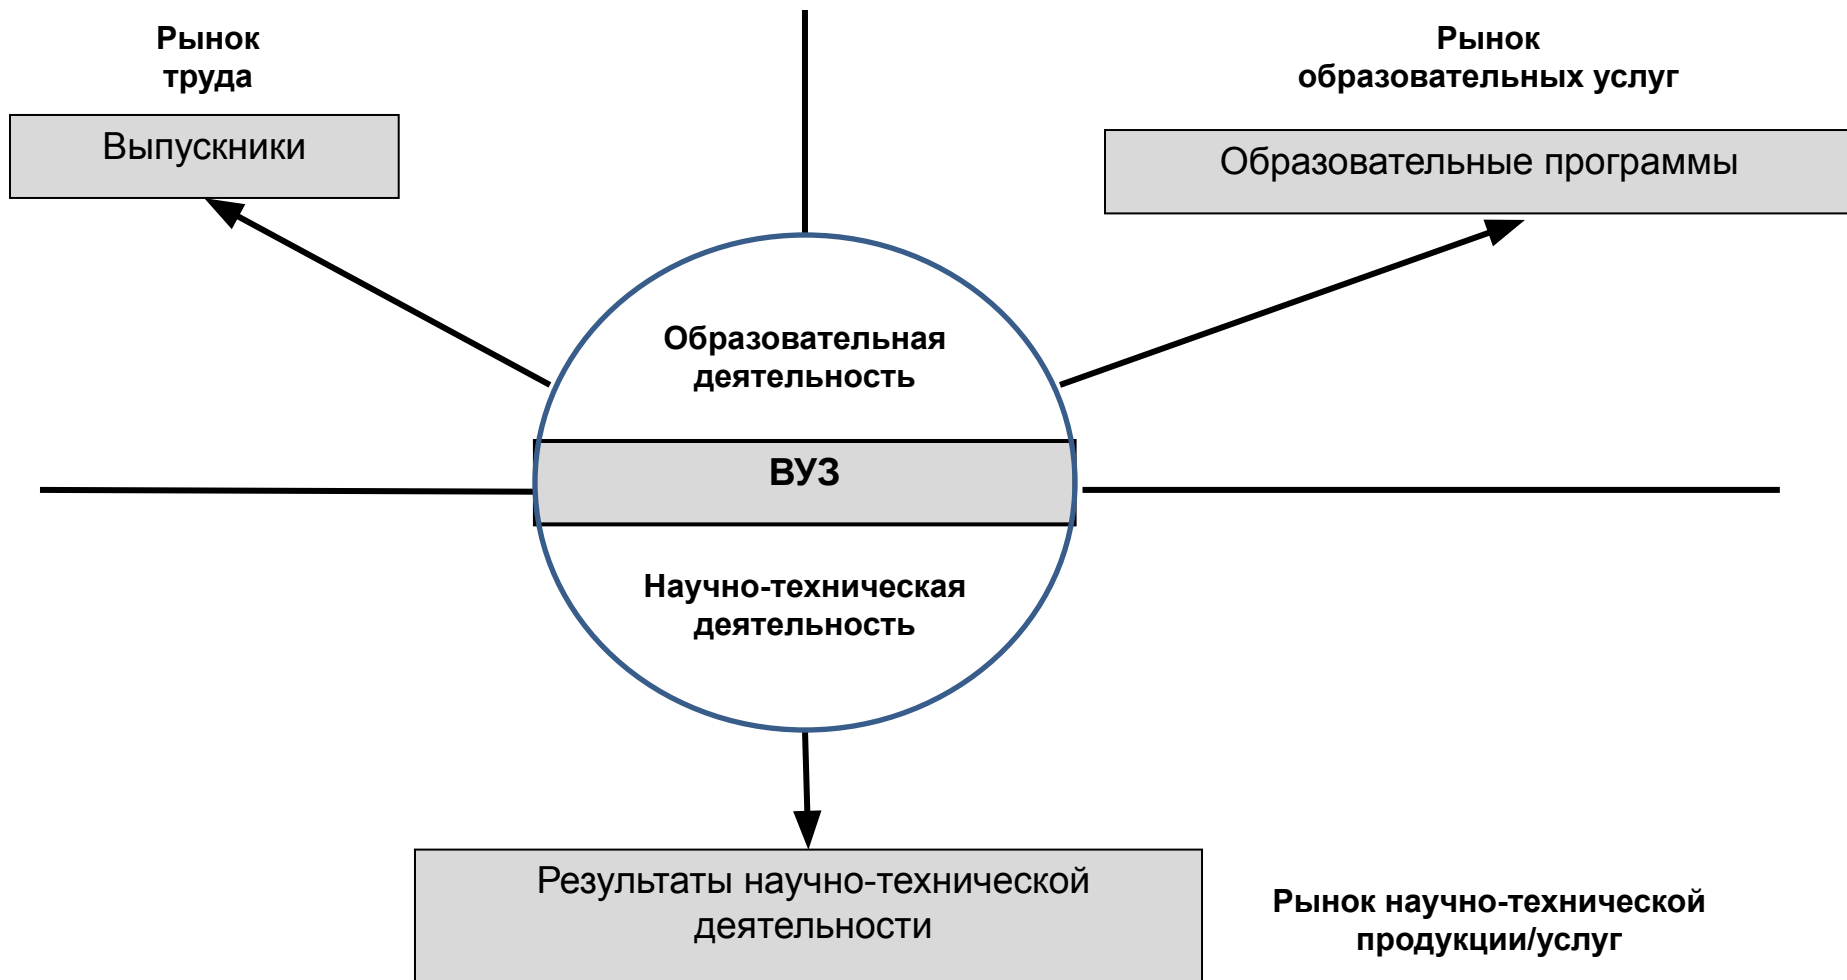 Рынок
труда
Рынок
образовательных услуг
Выпускники
Образовательные программы
Образовательная
деятельность
ВУЗ
Научно-техническая
деятельность
Результаты научно-технической
деятельности
Рынок научно-технической
продукции/услуг